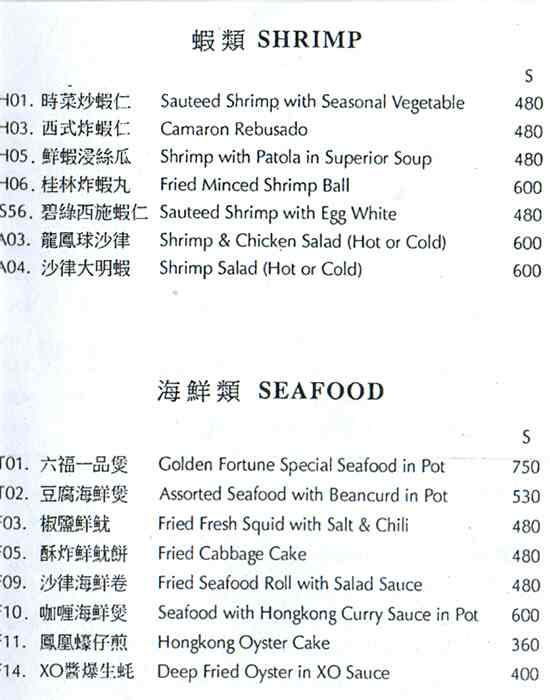 蝦類 SHRIMP
S
H01. 時菜炒蝦仁 Sauteed Shrimp with Seasonal Vegetable 480
H03. 西式炸蝦仁 Camaron Rebusado 480
H05. 鮮蝦浸絲瓜 Shrimp with Patola in Superior Soup 480
H06. 桂林炸蝦丸 Fried Minced Shrimp Ball 600
S56. 碧綠西施蝦仁 Sauteed Shrimp with Egg White 480
A03. 龍鳳球沙律 Shrimp & Chicken Salad (Hot or Cold) 600
A04. 沙律大明蝦 Shrimp Salad (Hot or Cold) 600
海鮮類 SEAFOOD
S
T01. 六福一品煲 Golden Fortune Special Seafood in Pot 750
T02. 豆腐海鮮煲 Assorted Seafood with Beancurd in Pot 530
F03. 椒鹽鮮魷 Fried Fresh Squid with Salt & Chili 480
F05. 酥炸鮮魷餅 Fried Cabbage Cake 480
F09. 沙律海鮮卷 Fried Seafood Roll with Salad Sauce 480
F10. 咖喱海鮮煲 Seafood with Hongkong Curry Sauce in Pot 600
F11. 鳳凰蠔仔煎 Hongkong Oyster Cake 360
F14. XO醬爆生蚝 Deep Fried Oyster in XO Sauce 400